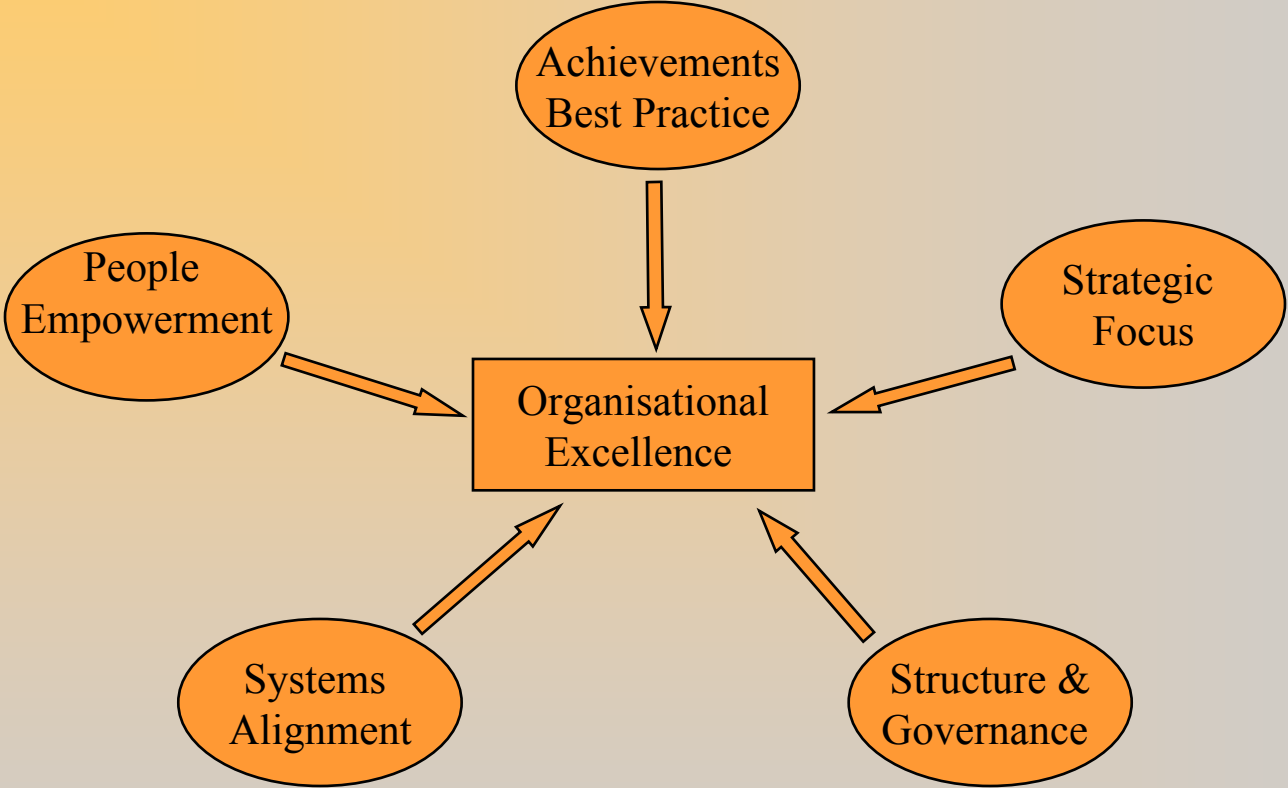 Achievements
Best Practice
People
Empowerment
Strategic
Focus
Organisational
Excellence
Systems
Alignment
Structure &
Governance